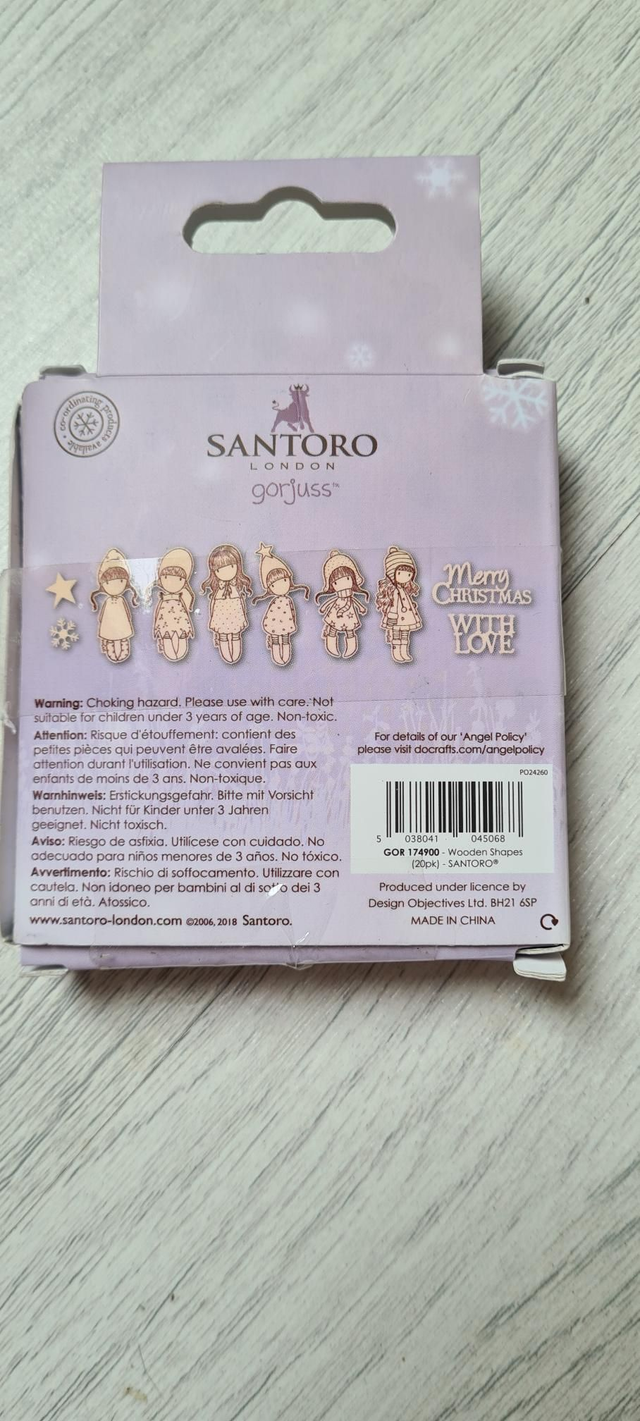 co-ordinating products available
SANTORO
LONDON
gorjuss™
Merry
CHRISTMAS
WITH
LOVE
Warning: Choking hazard. Please use with care. Not
suitable for children under 3 years of age. Non-toxic.
Attention: Risque d'étouffement: contient des
petites pièces qui peuvent être avalées. Faire
attention durant l'utilisation. Ne convient pas aux
enfants de moins de 3 ans. Non-toxique.
Warnhinweis: Erstickungsgefahr. Bitte mit Vorsicht
benutzen. Nicht für Kinder unter 3 Jahren
geeignet. Nicht toxisch.
Aviso: Riesgo de asfixia. Utilícese con cuidado. No
adecuado para niños menores de 3 años. No tóxico.
Avvertimento: Rischio di soffocamento. Utilizzare con
cautela. Non idoneo per bambini al di sotto dei 3
anni di età. Atossico.
www.santoro-london.com ©2006, 2018 Santoro.
For details of our 'Angel Policy'
please visit docrafts.com/angelpolicy
PO24260
5 038041 045068
GOR 174900 - Wooden Shapes
(20pk) - SANTORO®
Produced under licence by
Design Objectives Ltd. BH21 6SP
MADE IN CHINA